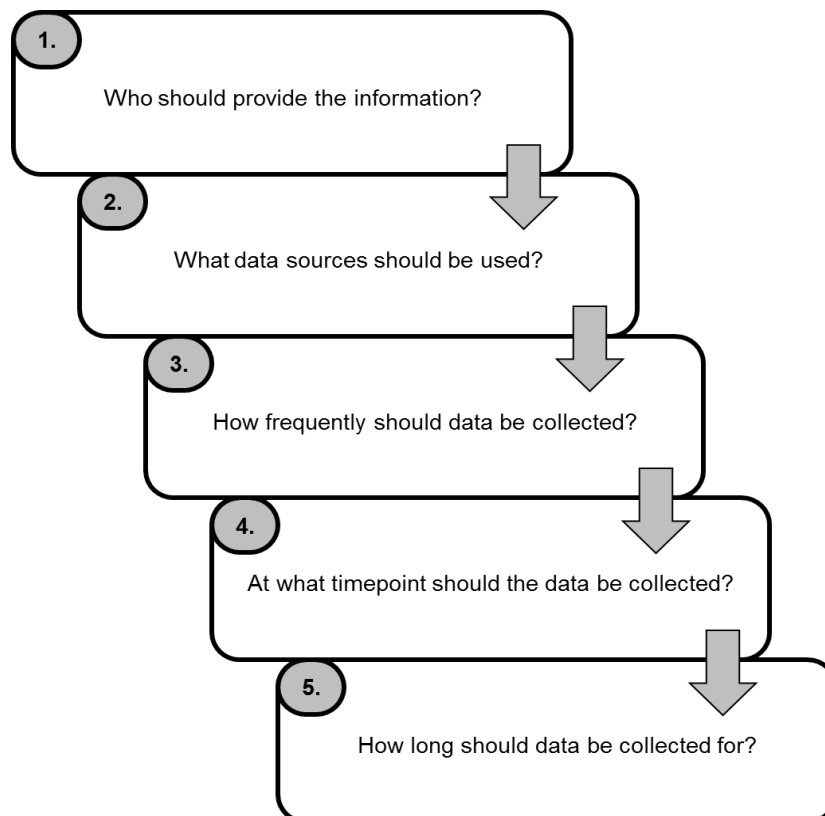 1.
Who should provide the information?
2.
What data sources should be used?
3.
How frequently should data be collected?
4.
At what timepoint should the data be collected?
5.
How long should data be collected for?